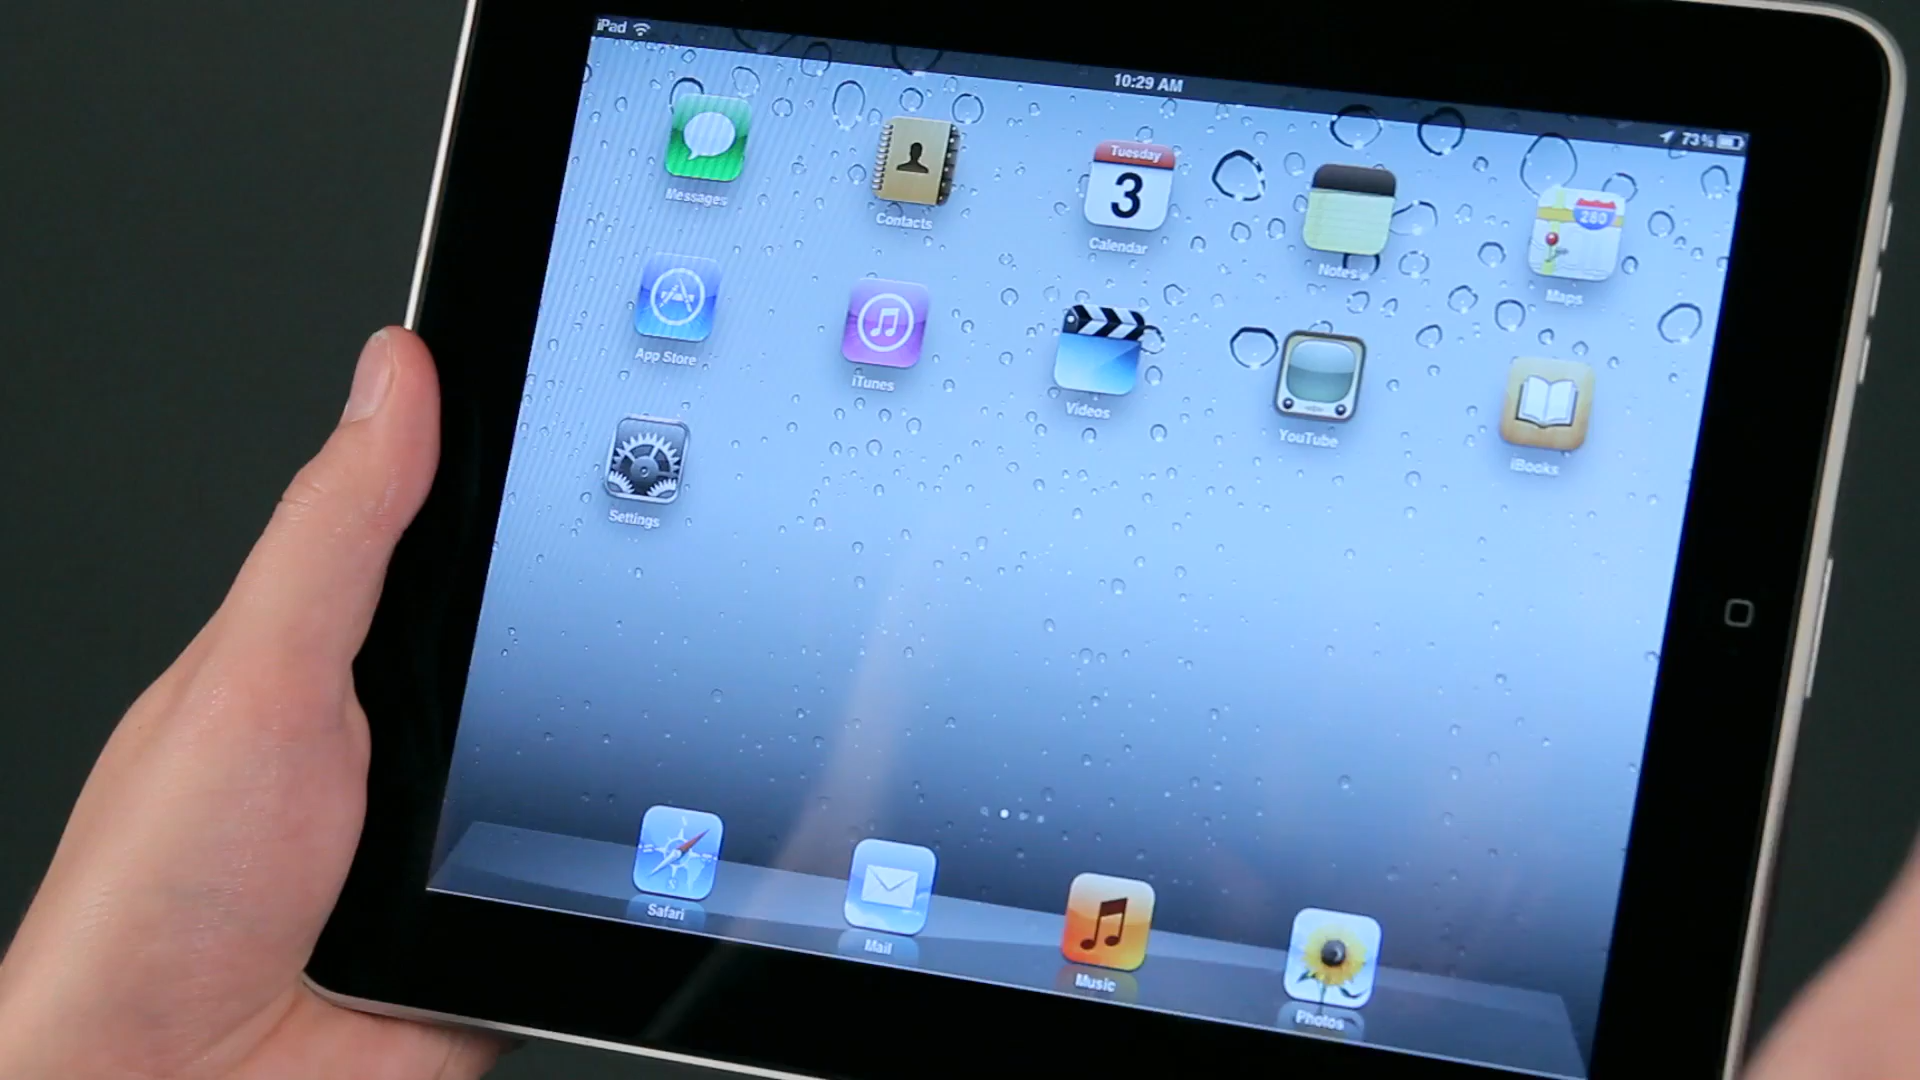 iPad
10:29 AM
73%
Messages
Contacts
Tuesday
3
Calendar
Notes
280
Maps
App Store
iTunes
Videos
YouTube
iBooks
Settings
Safari
Mail
Music
Photos